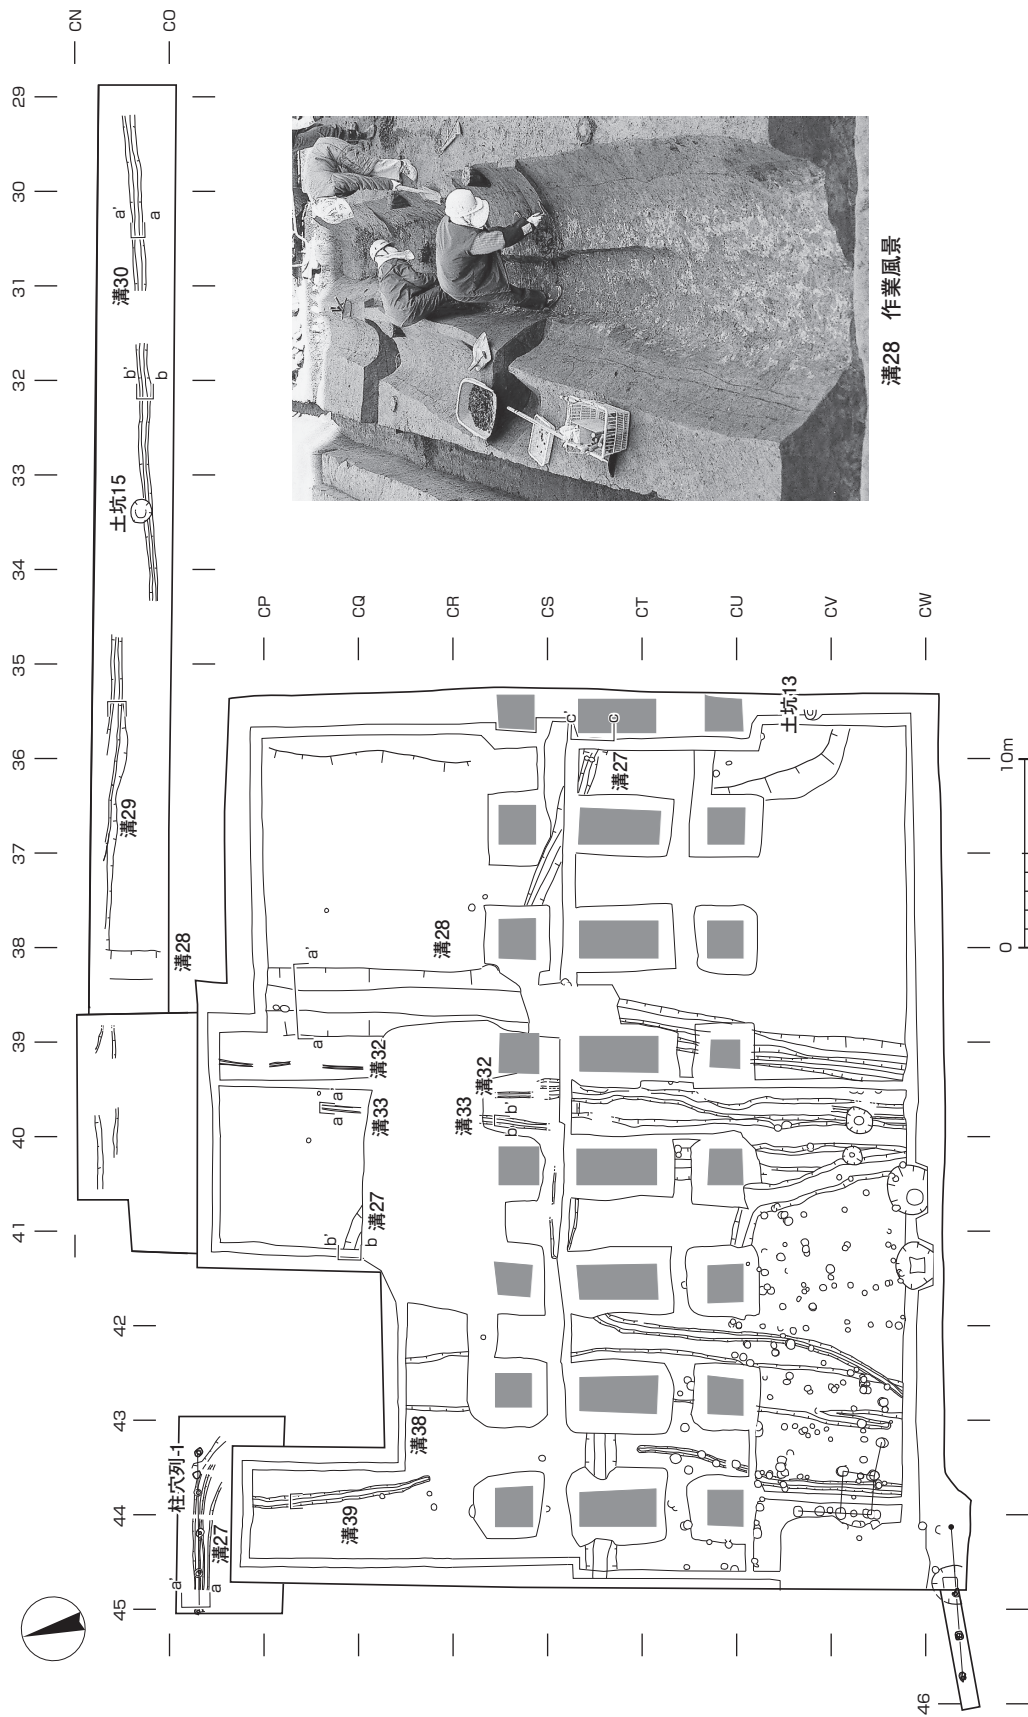 CN
CO
29
30
31
32
33
34
35
36
37
38
39
40
41
42
43
44
45
46
CP
CQ
CR
CS
CT
CU
CV
CW
溝30
a'
a
b'
b
土坑15
溝29
溝28
溝28 作業風景
土坑13
c'
c
溝27
溝28
a'
a
溝32
a'
a
溝33
溝32
溝33
b'
b
b'
b
溝27
溝38
柱穴列-1
溝27
a'
a
溝39
0
10m